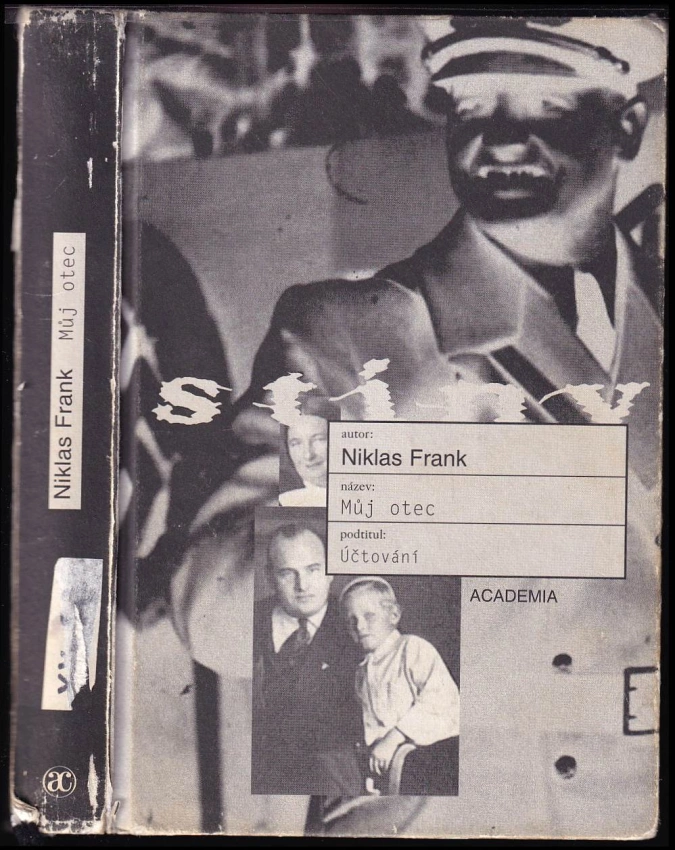 Niklas Frank Můj otec
stíny
autor:
Niklas Frank
název:
Můj otec
podtitul:
Účtování
ACADEMIA